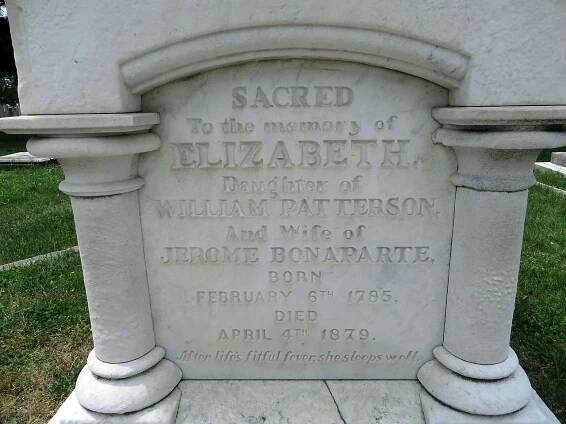 SACRED
To the memory of
ELIZABETH.
Daughter of
WILLIAM PATTERSON.
And Wife of
JEROME BONAPARTE.
BORN
FEBRUARY 6TH 1785.
DIED
APRIL 4TH 1879.
After life's fitful fever, she sleeps well.